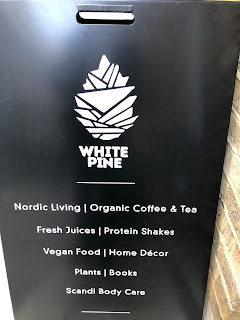 WHITE
PINE
Nordic Living | Organic Coffee & Tea
Fresh Juices | Protein Shakes
Vegan Food | Home Décor
Plants | Books
Scandi Body Care